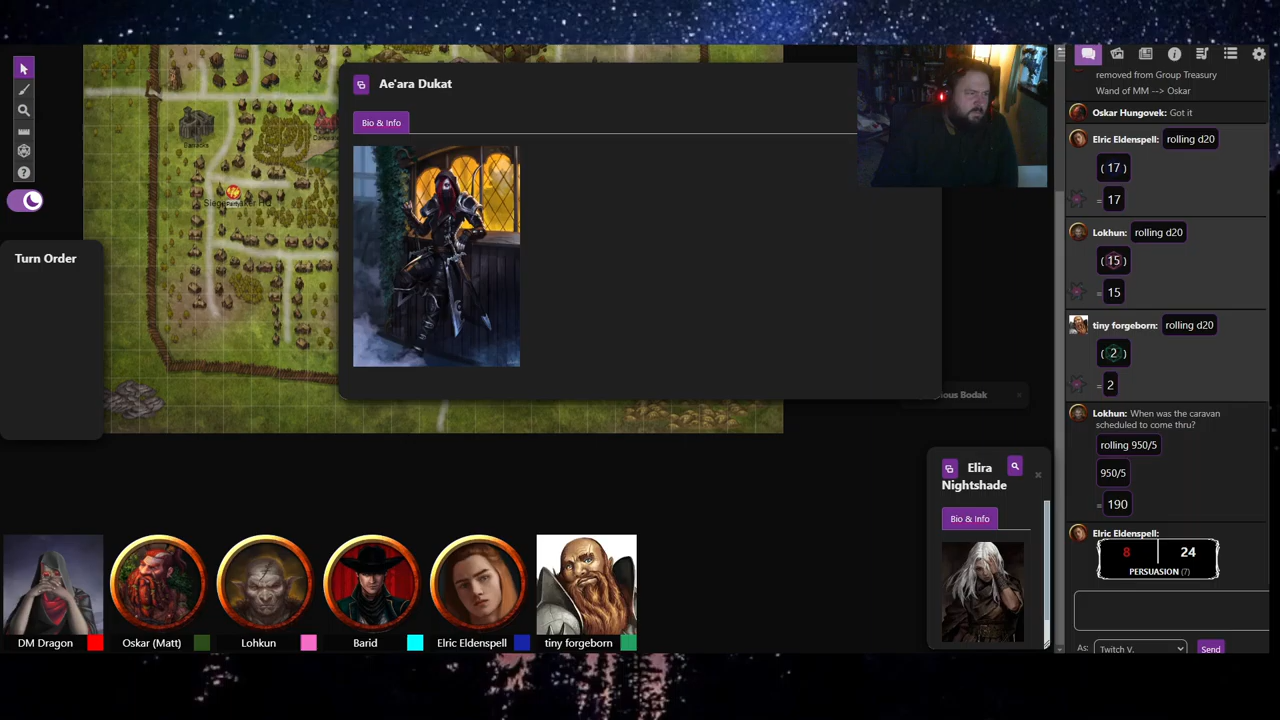 Ae'ara Dukat
Bio & Info
Barracks
Turn Order
removed from Group Treasury
Wand of MM --> Oskar
Oskar Hungovek: Got it
Elric Eldenspell: rolling d20
(17)
= 17
Lokhun: rolling d20
(15)
= 15
tiny forgeborn: rolling d20
(2)
= 2
Lokhun: When was the caravan
scheduled to come thru?
rolling 950/5
950/5
= 190
Elric Eldenspell:
8 24
PERSUASION (7)
As: Twitch V. Send
Bodak
Elira
Nightshade
Bio & Info
DM Dragon
Oskar (Matt)
Lohkun
Barid
Elric Eldenspell
tiny forgeborn